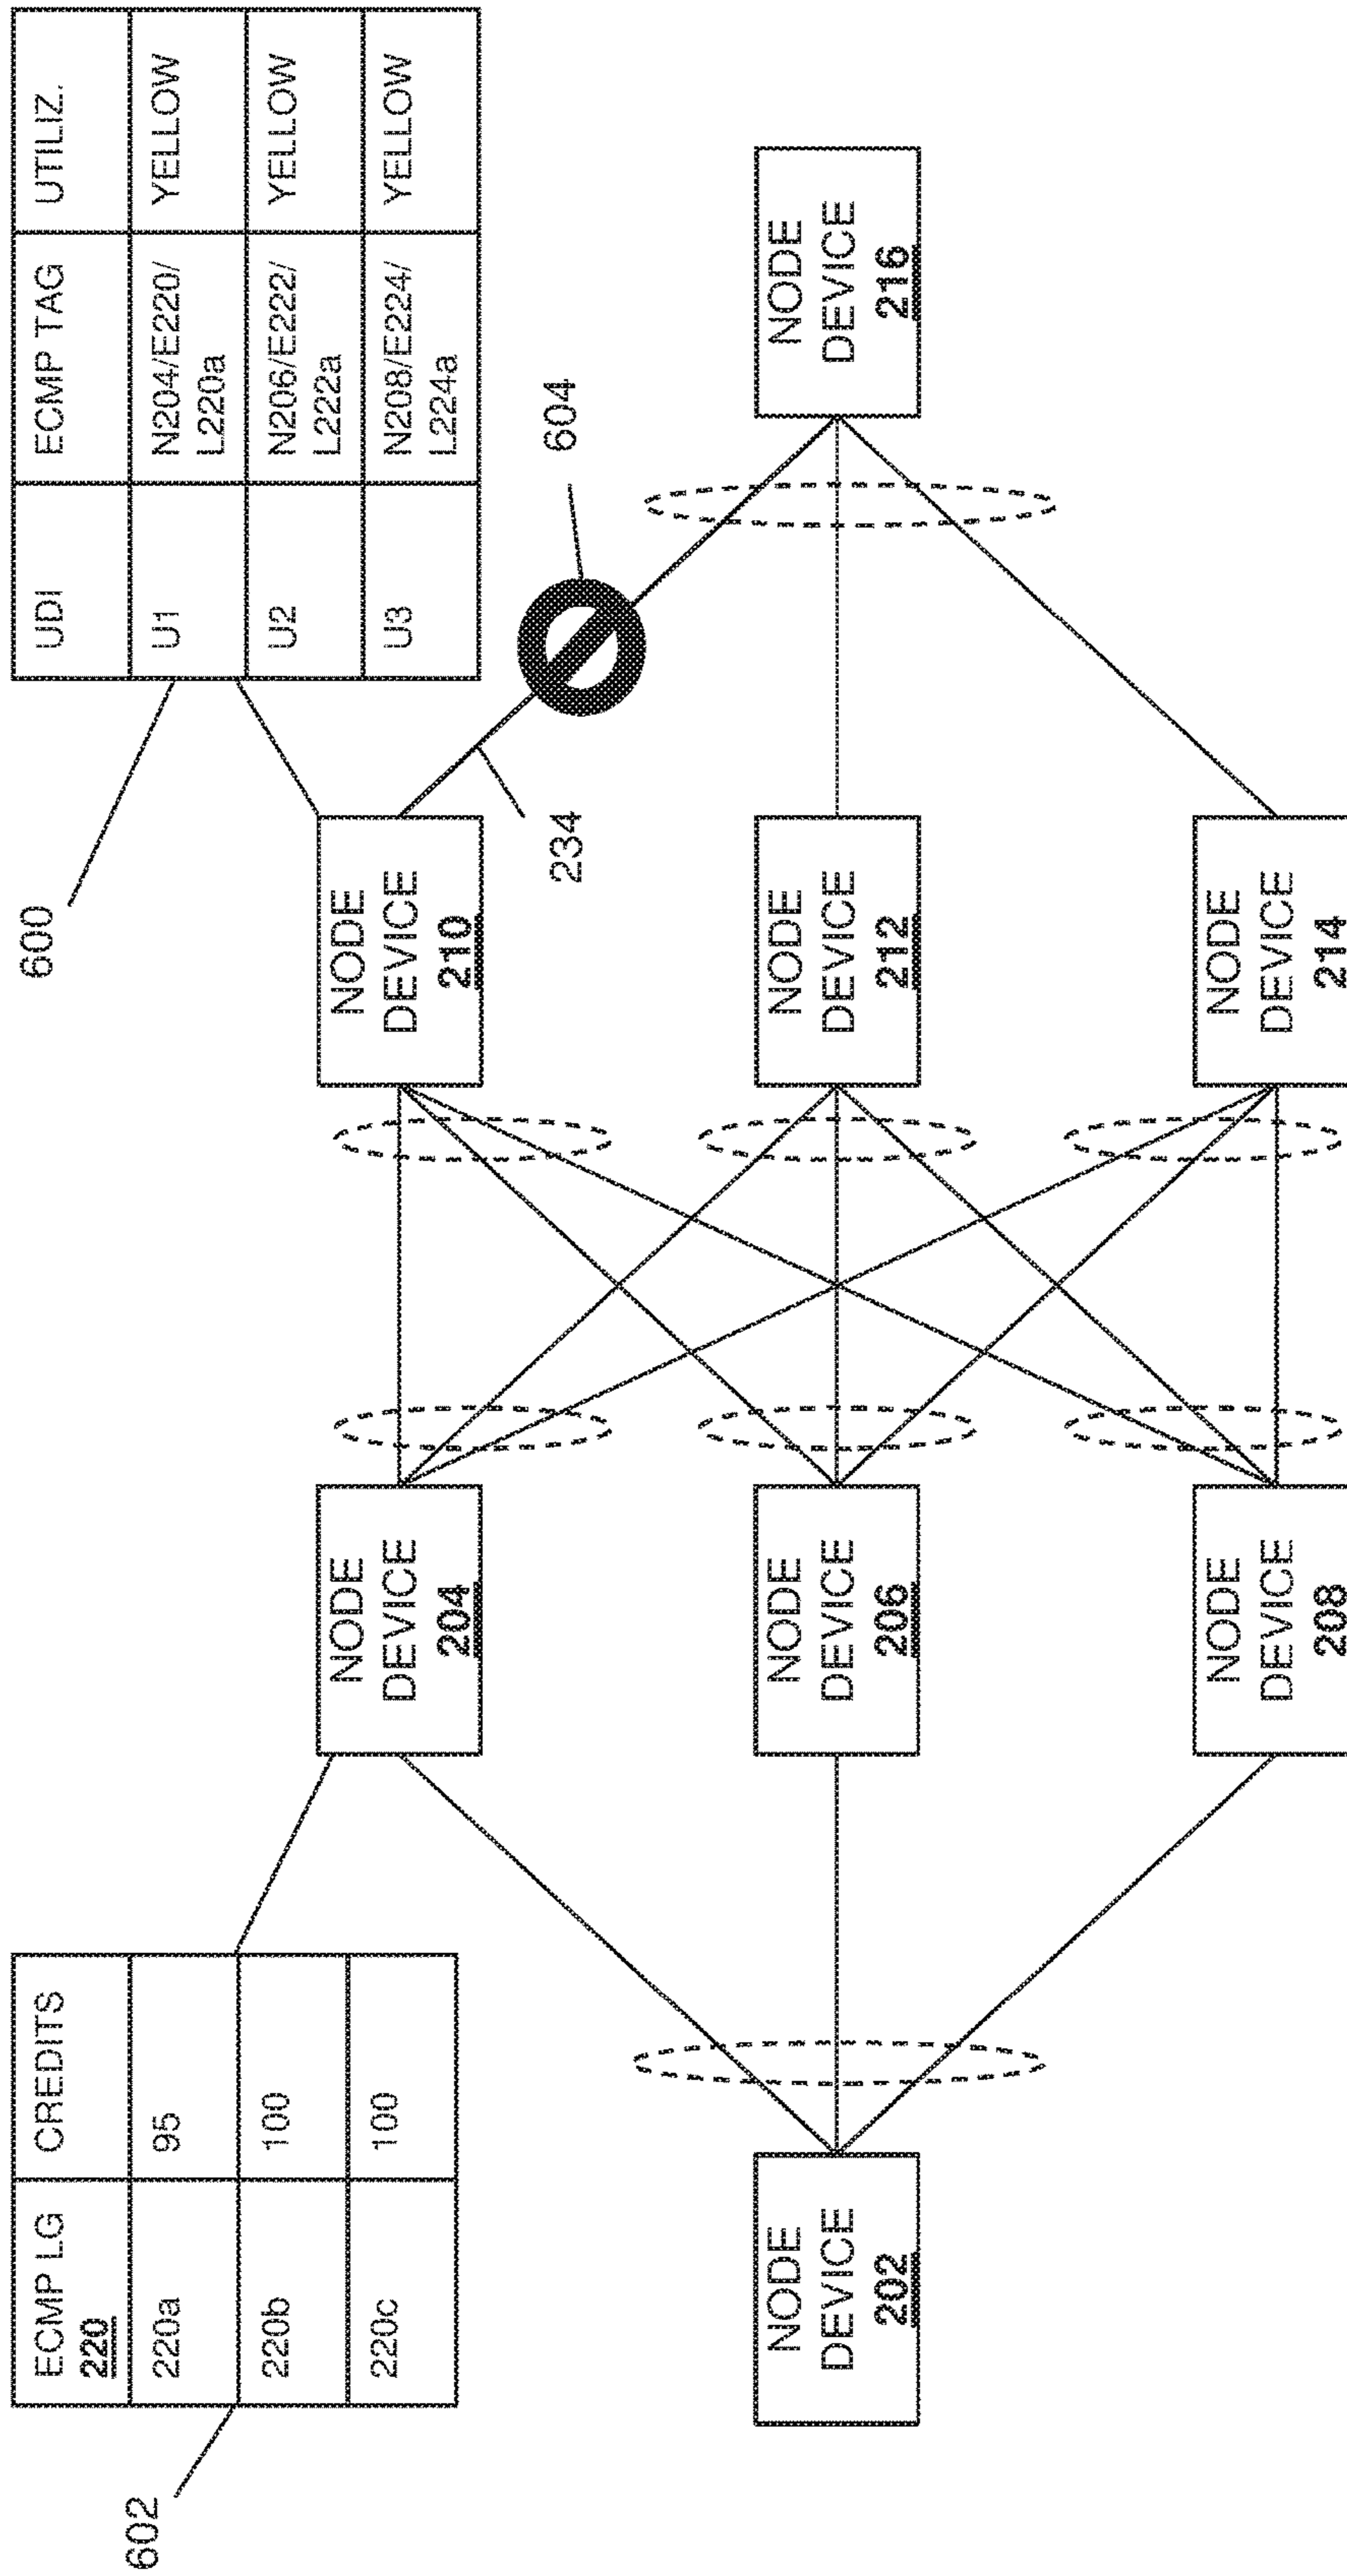 602
ECMP LG CREDITS
220
220a 95
220b 100
220c 100
600
UDI ECMP TAG UTILIZ.
U1 N204/E220/ YELLOW
L220a
U2 N206/E222/ YELLOW
L222a
U3 N208/E224/ YELLOW
L224a
604
234
NODE
DEVICE
204
NODE
DEVICE
210
NODE
DEVICE
202
NODE
DEVICE
206
NODE
DEVICE
212
NODE
DEVICE
216
NODE
DEVICE
208
NODE
DEVICE
214